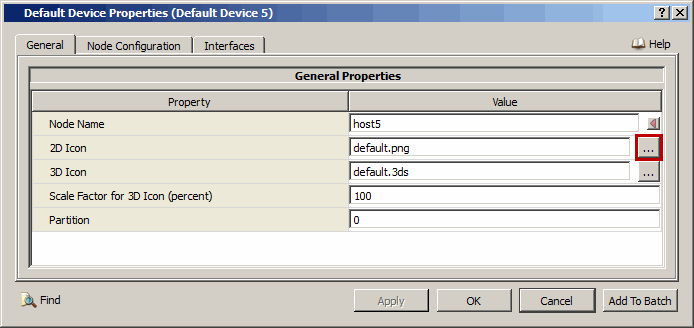 Default Device Properties (Default Device 5)
? X
General Node Configuration Interfaces Help
General Properties
Property Value
Node Name host5
2D Icon default.png ...
3D Icon default.3ds ...
Scale Factor for 3D Icon (percent) 100
Partition 0
Find Apply OK Cancel Add To Batch